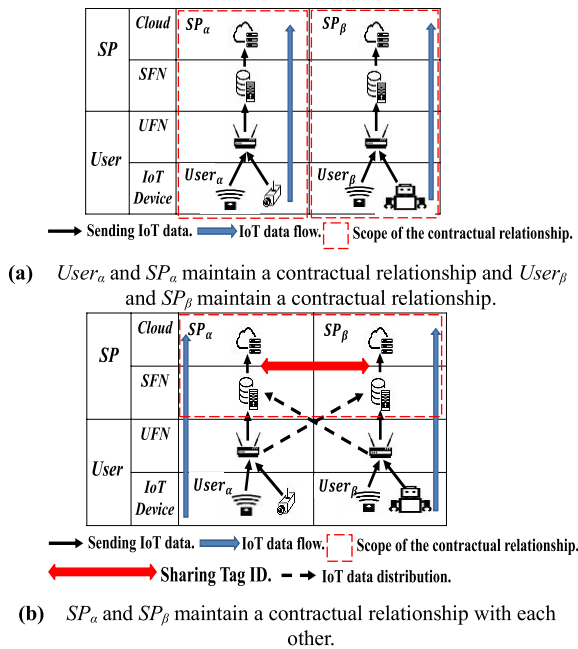 SP
User
Cloud
SFN
UFN
IoT
Device
SPα
SPβ
Userα
Userβ
Sending IoT data. IoT data flow. Scope of the contractual relationship.
(a) Userα and SPα maintain a contractual relationship and Userβ
and SPβ maintain a contractual relationship.
SP
User
Cloud
SFN
UFN
IoT
Device
SPα
SPβ
Userα
Userβ
Sending IoT data. IoT data flow. Scope of the contractual relationship.
Sharing Tag ID. IoT data distribution.
(b) SPα and SPβ maintain a contractual relationship with each
other.